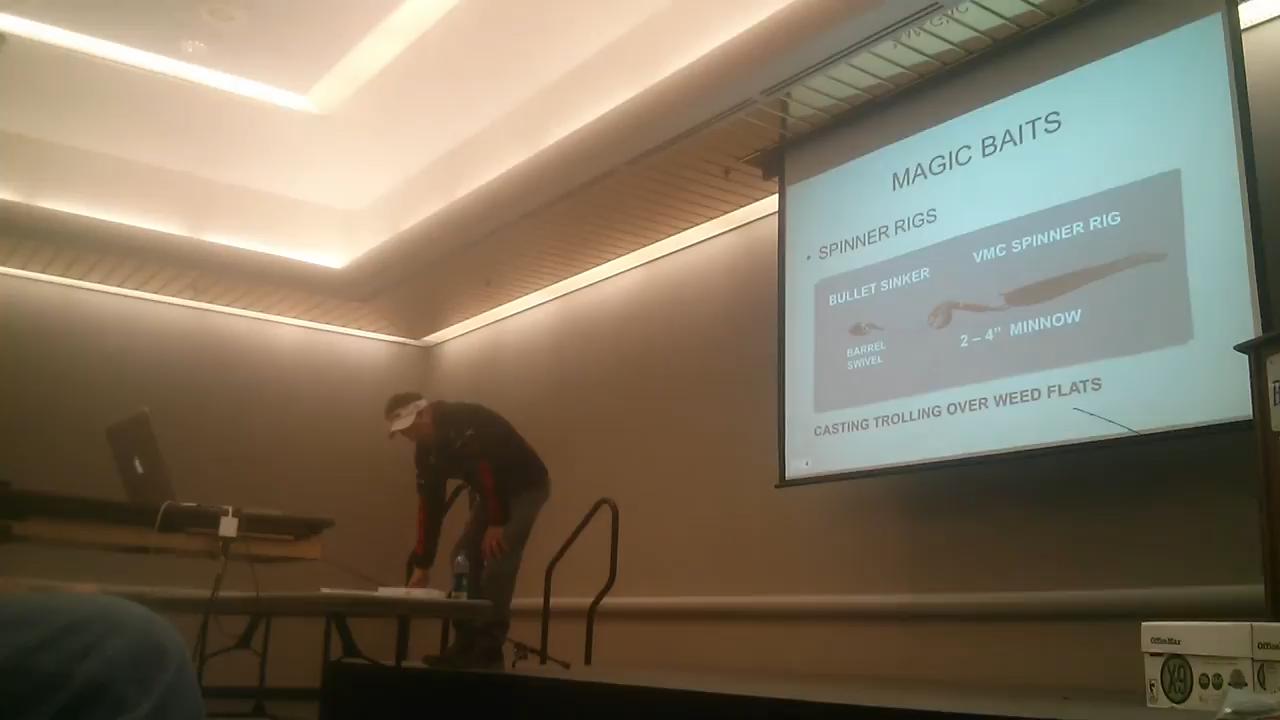 MAGIC BAITS
• SPINNER RIGS
BULLET SINKER
VMC SPINNER RIG
BARREL
SWIVEL
2 – 4" MINNOW
CASTING TROLLING OVER WEED FLATS
OfficeMax
X9